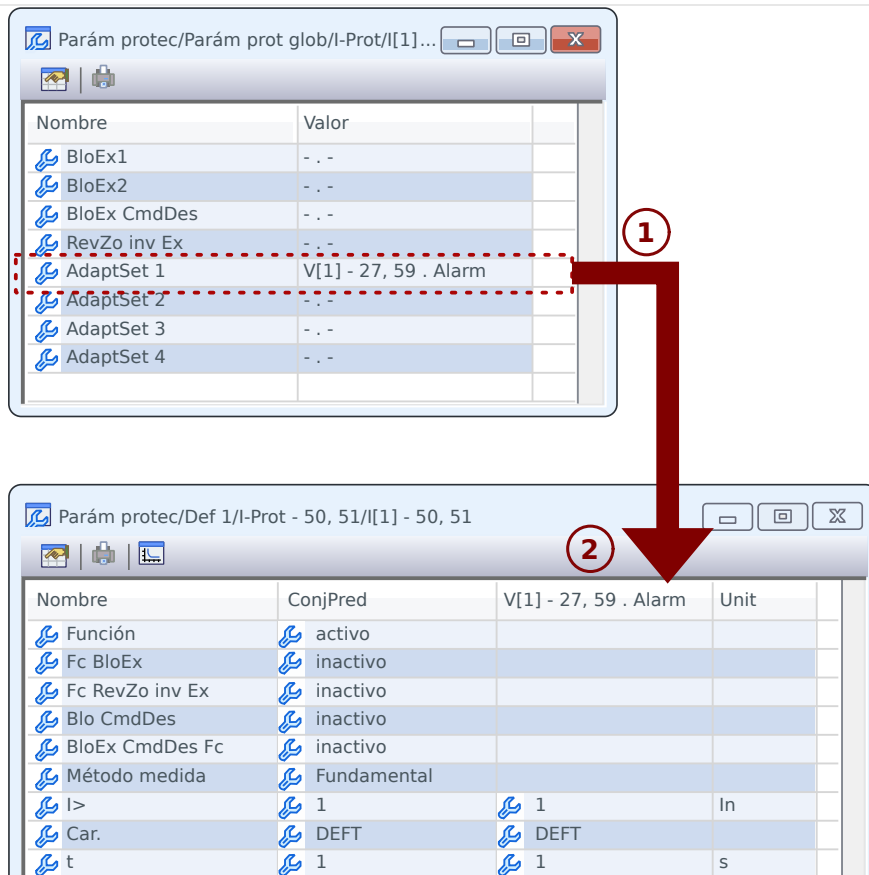 Parám protec/Parám prot glob/I-Prot/I[1]...
Nombre Valor
BloEx1 - . -
BloEx2 - . -
BloEx CmdDes - . -
RevZo inv Ex - . -
1
AdaptSet 1 V[1] - 27, 59 . Alarm
AdaptSet 2 - . -
AdaptSet 3 - . -
AdaptSet 4 - . -
Parám protec/Def 1/I-Prot - 50, 51/I[1] - 50, 51
2
Nombre ConjPred V[1] - 27, 59 . Alarm Unit
Función activo
Fc BloEx inactivo
Fc RevZo inv Ex inactivo
Blo CmdDes inactivo
BloEx CmdDes Fc inactivo
Método medida Fundamental
I> 1 1 In
Car. DEFT DEFT
t 1 1 s